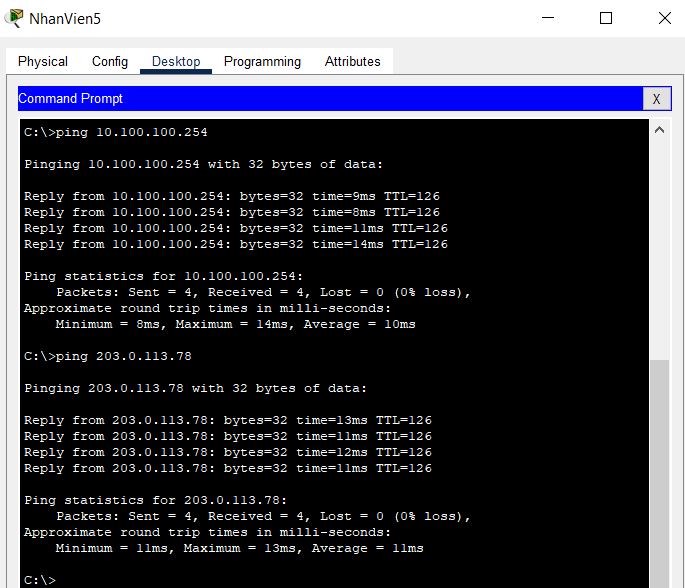 NhanVien5
Physical Config Desktop Programming Attributes
Command Prompt X
C:\>ping 10.100.100.254
Pinging 10.100.100.254 with 32 bytes of data:
Reply from 10.100.100.254: bytes=32 time=9ms TTL=126
Reply from 10.100.100.254: bytes=32 time=8ms TTL=126
Reply from 10.100.100.254: bytes=32 time=11ms TTL=126
Reply from 10.100.100.254: bytes=32 time=14ms TTL=126
Ping statistics for 10.100.100.254:
    Packets: Sent = 4, Received = 4, Lost = 0 (0% loss),
Approximate round trip times in milli-seconds:
    Minimum = 8ms, Maximum = 14ms, Average = 10ms
C:\>ping 203.0.113.78
Pinging 203.0.113.78 with 32 bytes of data:
Reply from 203.0.113.78: bytes=32 time=13ms TTL=126
Reply from 203.0.113.78: bytes=32 time=11ms TTL=126
Reply from 203.0.113.78: bytes=32 time=12ms TTL=126
Reply from 203.0.113.78: bytes=32 time=11ms TTL=126
Ping statistics for 203.0.113.78:
    Packets: Sent = 4, Received = 4, Lost = 0 (0% loss),
Approximate round trip times in milli-seconds:
    Minimum = 11ms, Maximum = 13ms, Average = 11ms
C:\>